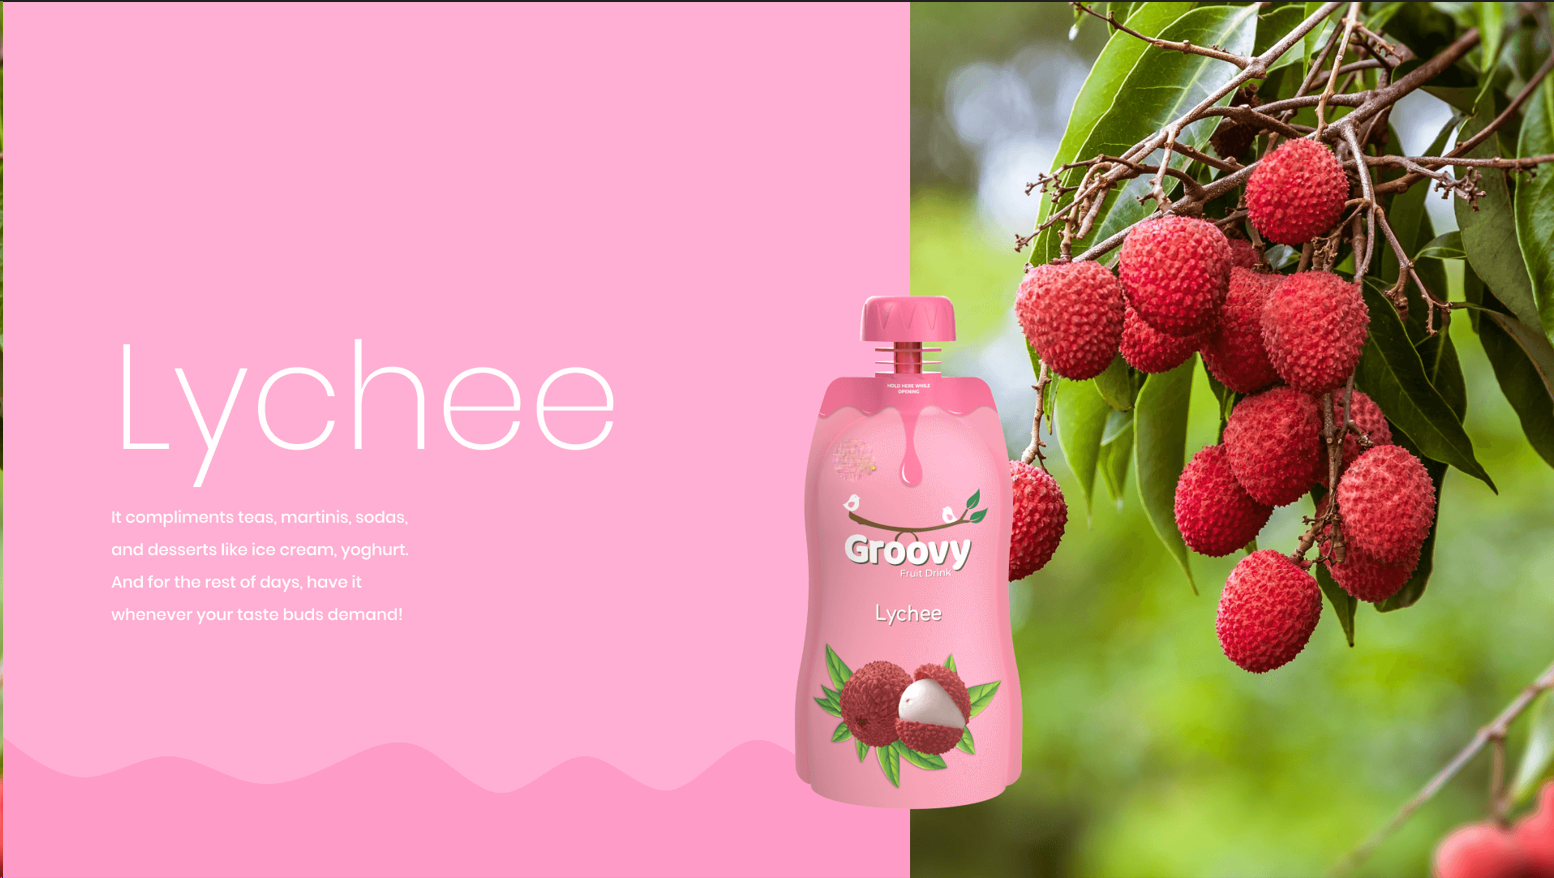 Lychee
It compliments teas, martinis, sodas,
and desserts like ice cream, yoghurt.
And for the rest of days, have it
whenever your taste buds demand!
HOLD HERE WHILE
OPENING
Groovy
Fruit Drink
Lychee